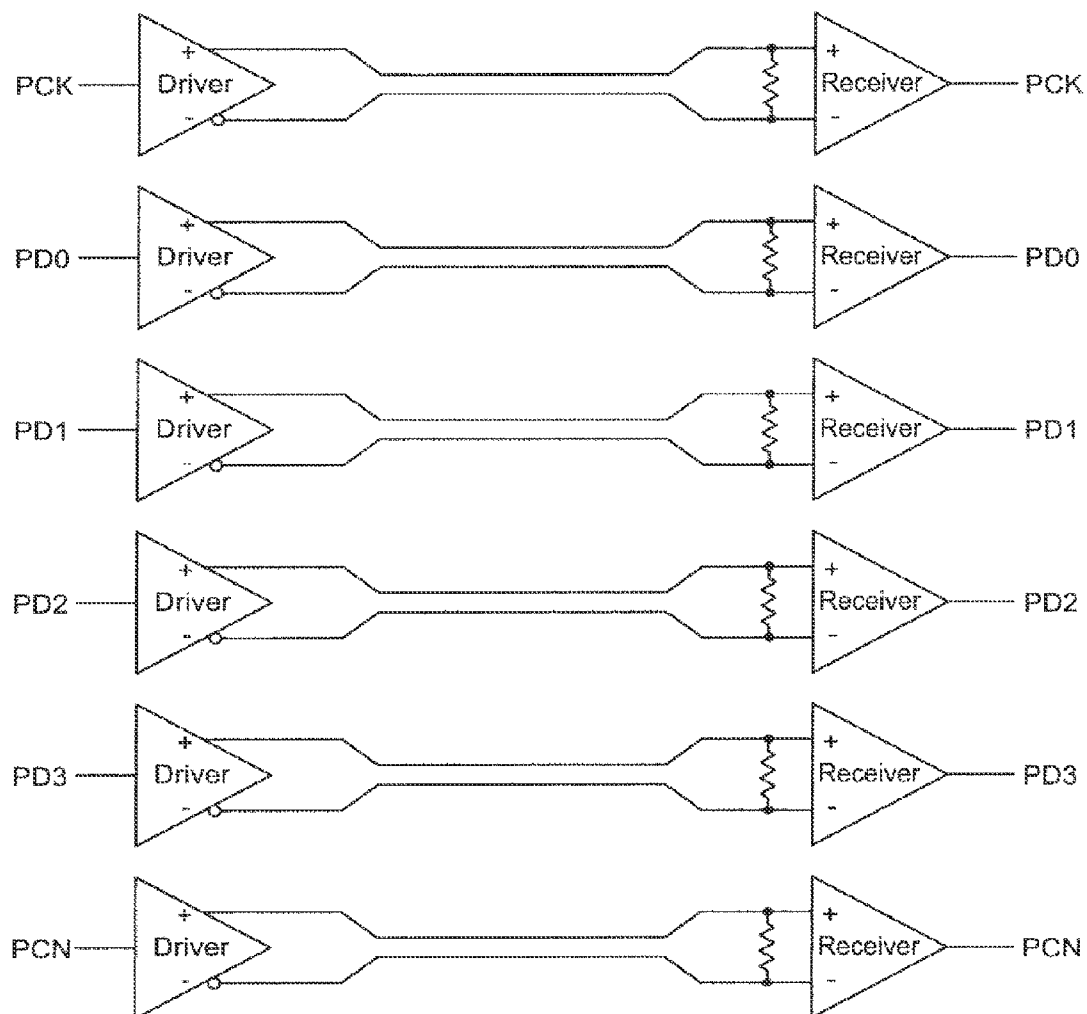 +
PCK Driver Receiver PCK
-
+
PD0 Driver Receiver PD0
-
+
PD1 Driver Receiver PD1
-
+
PD2 Driver Receiver PD2
-
+
PD3 Driver Receiver PD3
-
+
PCN Driver Receiver PCN
-